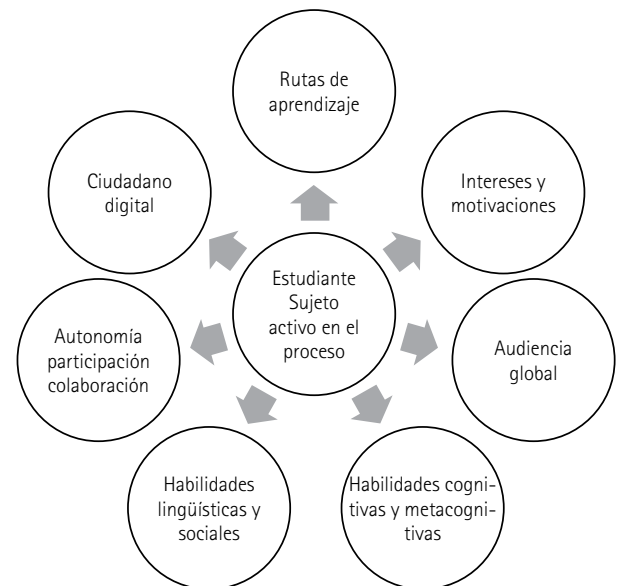 Rutas de
aprendizaje
Ciudadano
digital
Intereses y
motivaciones
Estudiante
Sujeto
activo en el
proceso
Autonomía
participación
colaboración
Audiencia
global
Habilidades
lingüísticas y
sociales
Habilidades cogni-
tivas y metacogni-
tivas